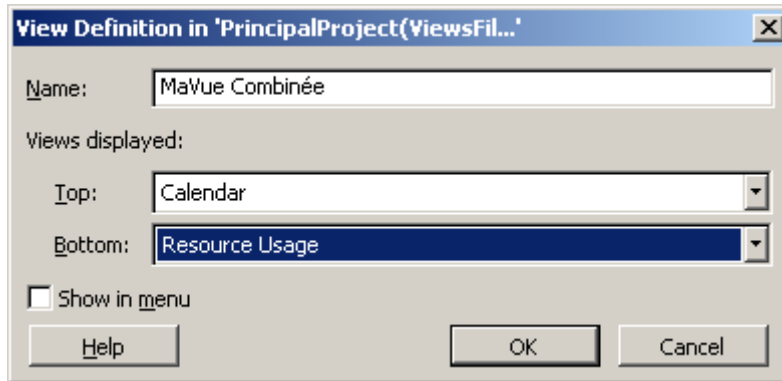 View Definition in 'PrincipalProject(ViewsFil...'
Name: MaVue Combinée
Views displayed:
Top: Calendar
Bottom: Resource Usage
Show in menu
Help OK Cancel